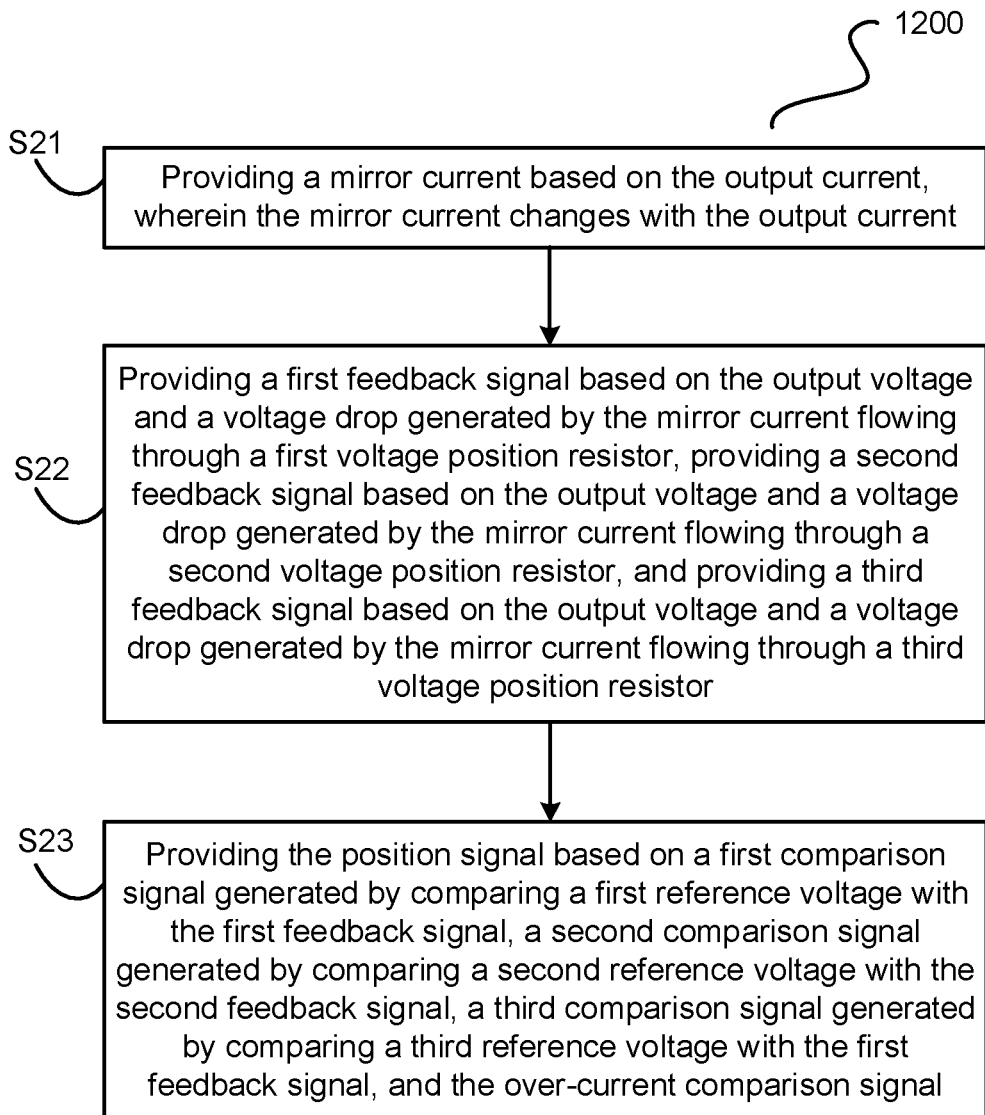 1200
S21
Providing a mirror current based on the output current,
wherein the mirror current changes with the output current
S22
Providing a first feedback signal based on the output voltage
and a voltage drop generated by the mirror current flowing
through a first voltage position resistor, providing a second
feedback signal based on the output voltage and a voltage
drop generated by the mirror current flowing through a
second voltage position resistor, and providing a third
feedback signal based on the output voltage and a voltage
drop generated by the mirror current flowing through a third
voltage position resistor
S23
Providing the position signal based on a first comparison
signal generated by comparing a first reference voltage with
the first feedback signal, a second comparison signal
generated by comparing a second reference voltage with the
second feedback signal, a third comparison signal generated
by comparing a third reference voltage with the first
feedback signal, and the over-current comparison signal